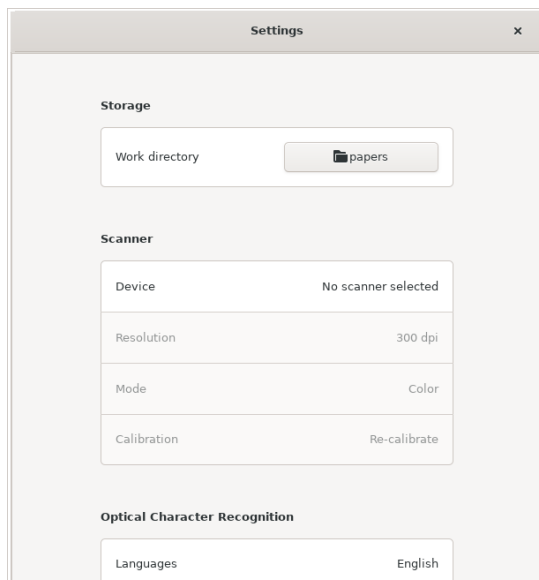 Settings
Storage
Work directory papers
Scanner
Device No scanner selected
Resolution 300 dpi
Mode Color
Calibration Re-calibrate
Optical Character Recognition
Languages English